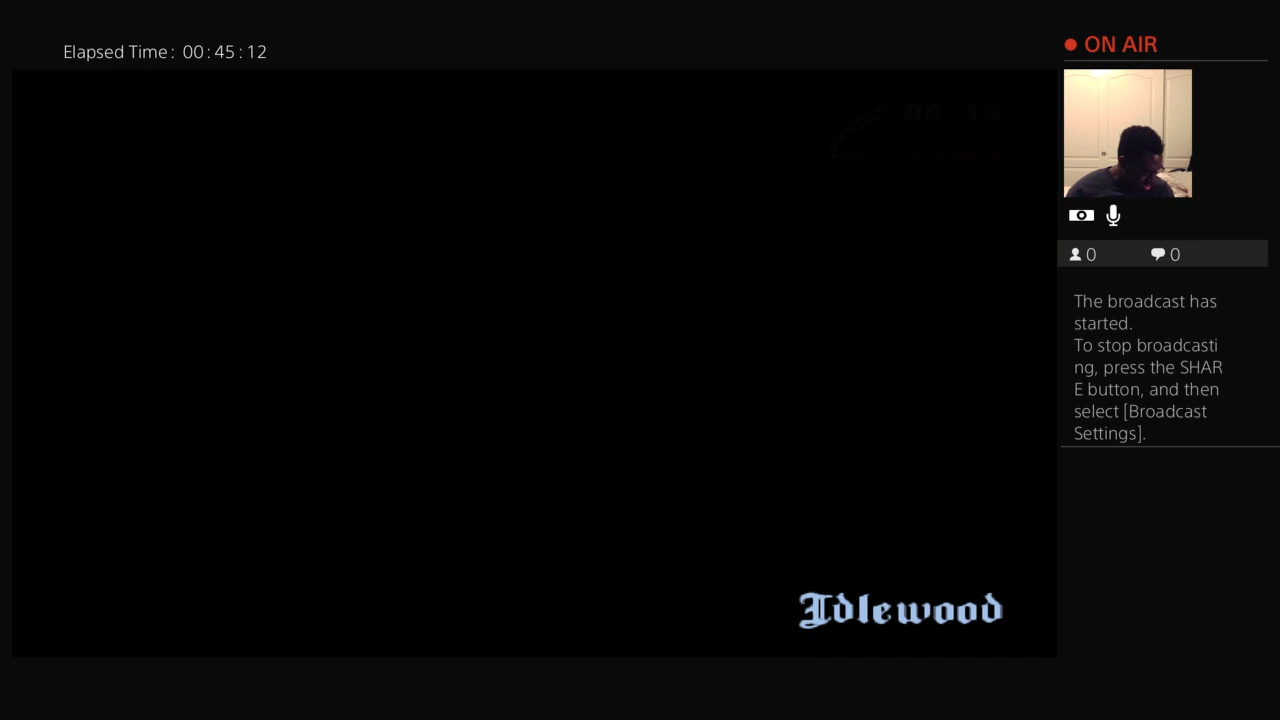 Elapsed Time: 00:45:12
ON AIR
0 0
The broadcast has
started.
To stop broadcasti
ng, press the SHAR
E button, and then
select [Broadcast
Settings].
Idlewood